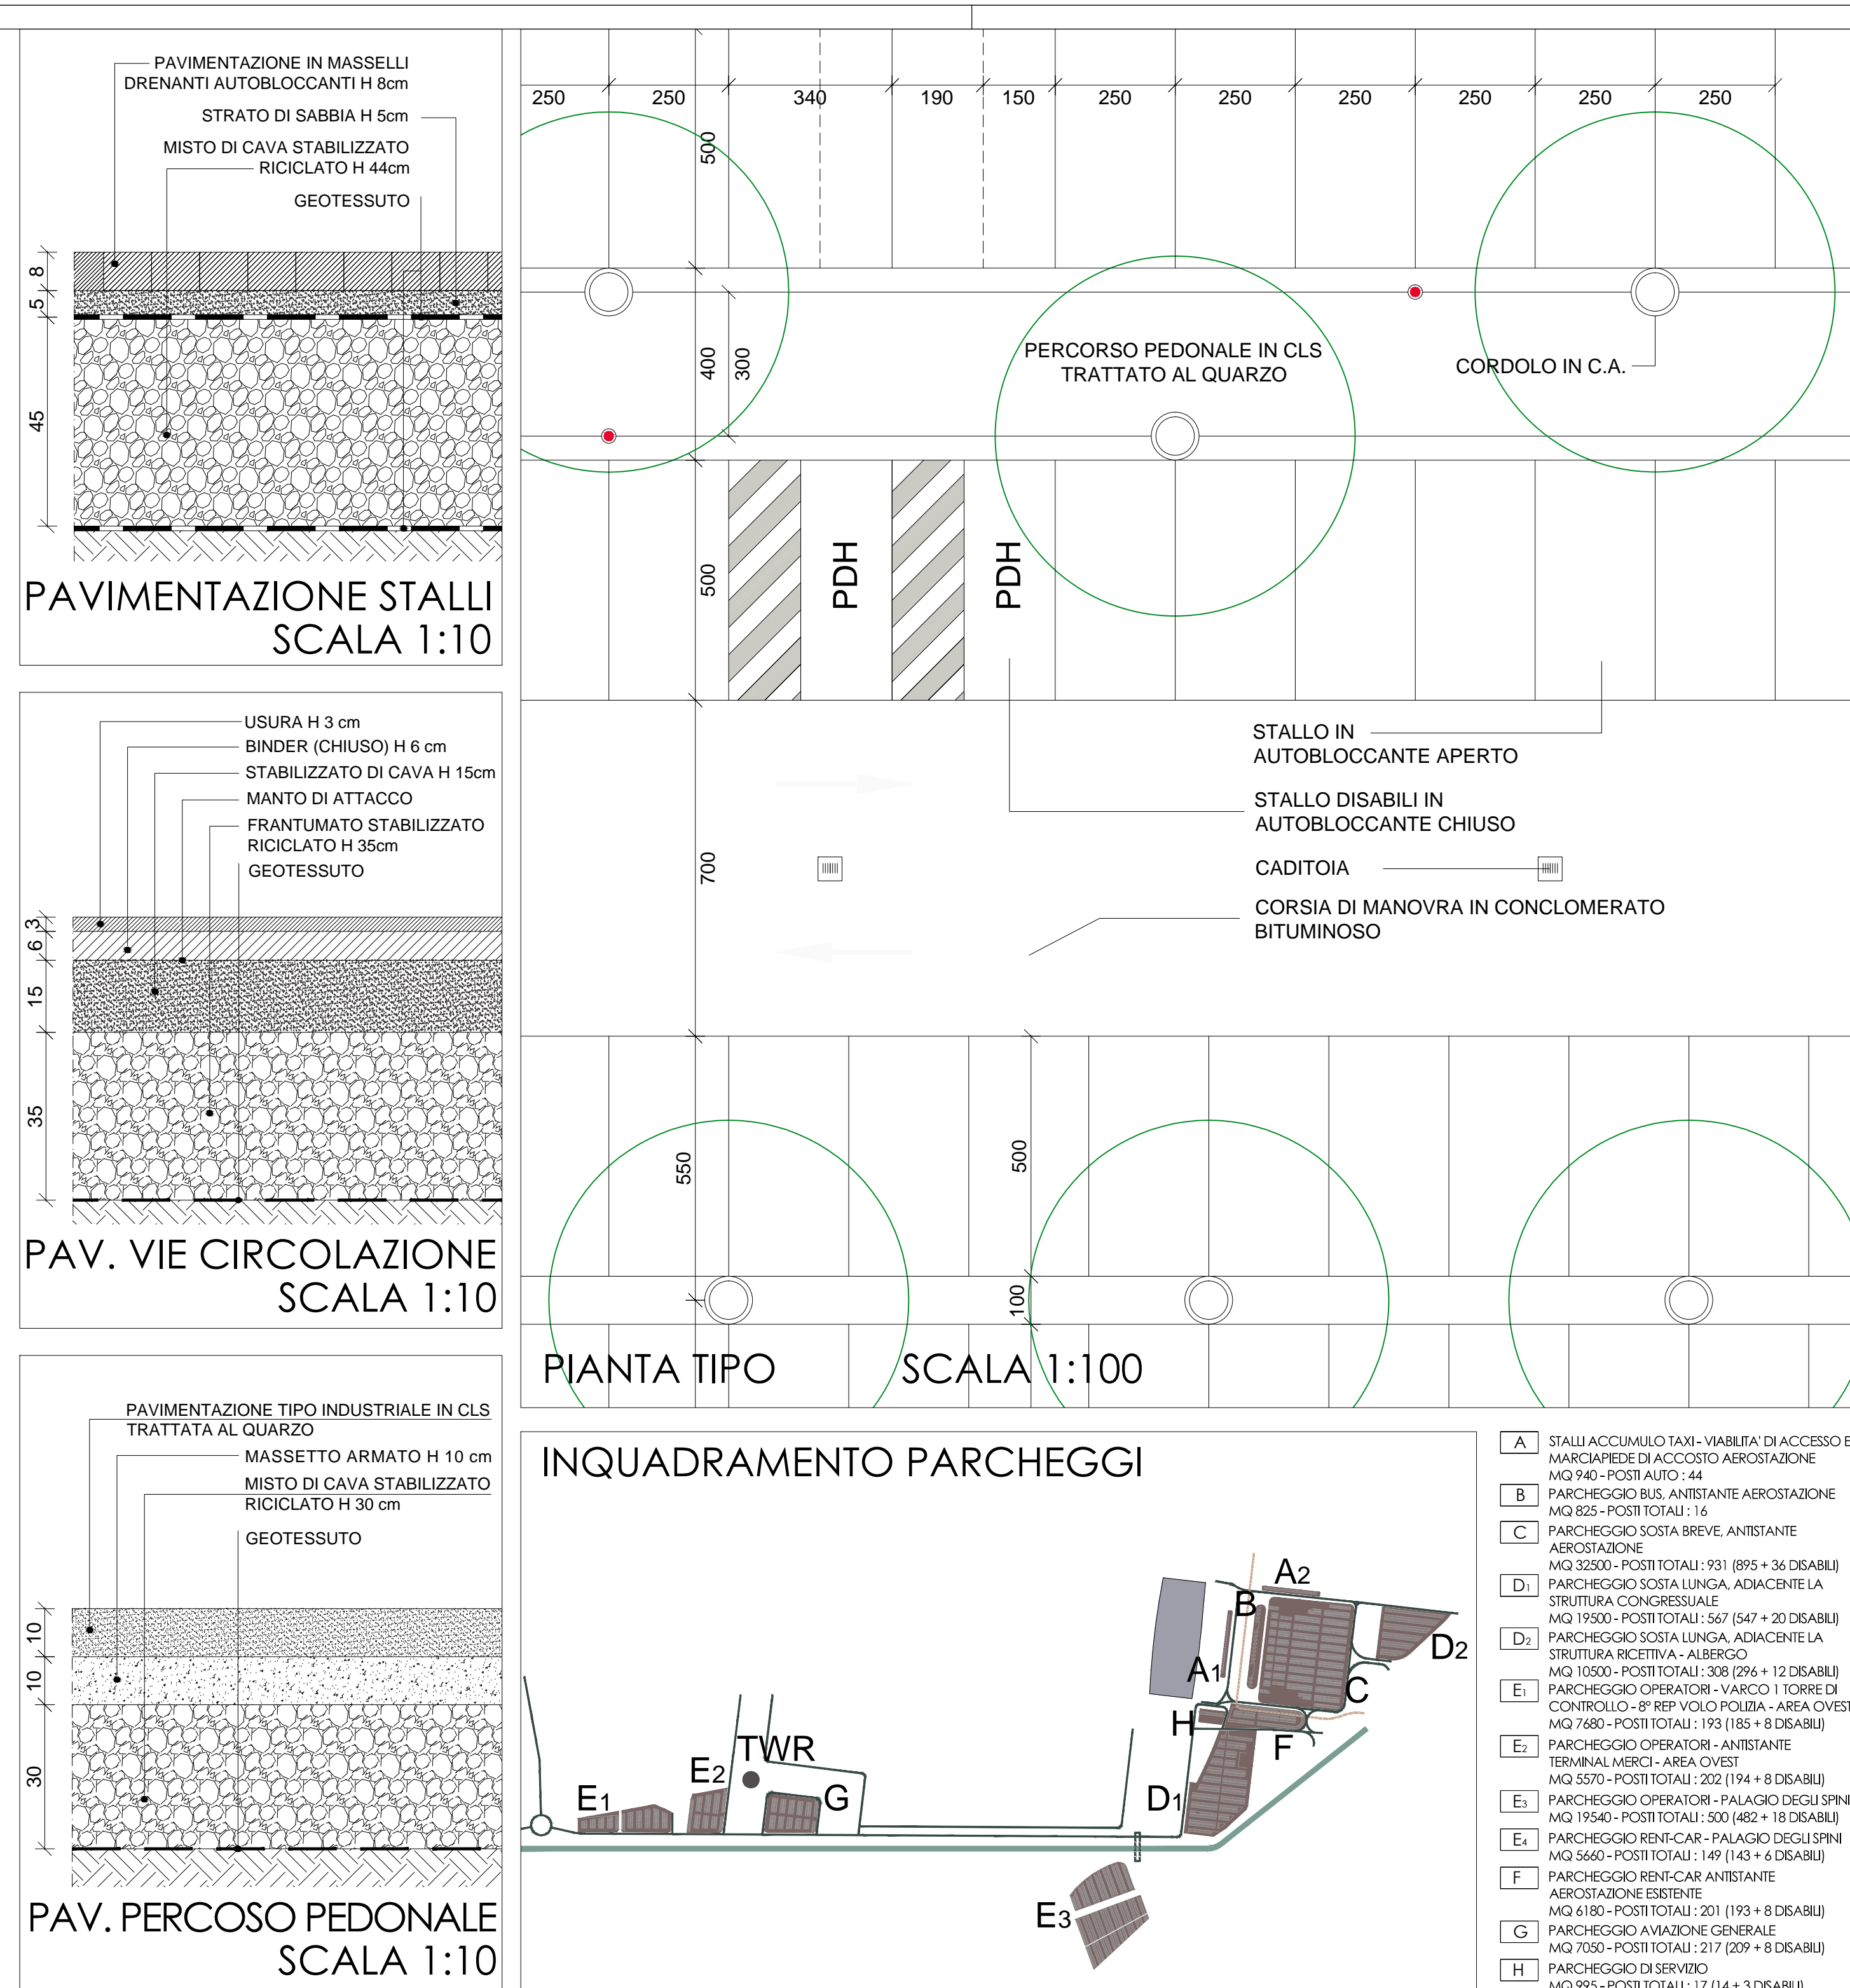 PAVIMENTAZIONE IN MASSELLI
DRENANTI AUTOBLOCCANTI H 8cm
STRATO DI SABBIA H 5cm
MISTO DI CAVA STABILIZZATO
RICICLATO H 44cm
GEOTESSUTO
8
5
45
PAVIMENTAZIONE STALLI
SCALA 1:10
USURA H 3 cm
BINDER (CHIUSO) H 6 cm
STABILIZZATO DI CAVA H 15cm
MANTO DI ATTACCO
FRANTUMATO STABILIZZATO
RICICLATO H 35cm
GEOTESSUTO
3
6
15
35
PAV. VIE CIRCOLAZIONE
SCALA 1:10
PAVIMENTAZIONE TIPO INDUSTRIALE IN CLS
TRATTATA AL QUARZO
MASSETTO ARMATO H 10 cm
MISTO DI CAVA STABILIZZATO
RICICLATO H 30 cm
GEOTESSUTO
10
10
30
PAV. PERCOSO PEDONALE
SCALA 1:10
250 250 340 190 150 250 250 250 250 250 250
500
400
300
PERCORSO PEDONALE IN CLS
TRATTATO AL QUARZO
CORDOLO IN C.A.
500
PDH
PDH
STALLO IN
AUTOBLOCCANTE APERTO
STALLO DISABILI IN
AUTOBLOCCANTE CHIUSO
700
CADITOIA
CORSIA DI MANOVRA IN CONCLOMERATO
BITUMINOSO
550
500
100
PIANTA TIPO SCALA 1:100
INQUADRAMENTO PARCHEGGI
A2
B
D2
A1
C
H
F
TWR
E2
E1
G
D1
E3
A STALLI ACCUMULO TAXI - VIABILITA' DI ACCESSO E
MARCIAPIEDE DI ACCOSTO AEROSTAZIONE
MQ 940 - POSTI AUTO : 44
B PARCHEGGIO BUS, ANTISTANTE AEROSTAZIONE
MQ 825 - POSTI TOTALI : 16
C PARCHEGGIO SOSTA BREVE, ANTISTANTE
AEROSTAZIONE
MQ 32500 - POSTI TOTALI : 931 (895 + 36 DISABILI)
D1 PARCHEGGIO SOSTA LUNGA, ADIACENTE LA
STRUTTURA CONGRESSUALE
MQ 19500 - POSTI TOTALI : 567 (547 + 20 DISABILI)
D2 PARCHEGGIO SOSTA LUNGA, ADIACENTE LA
STRUTTURA RICETTIVA - ALBERGO
MQ 10500 - POSTI TOTALI : 308 (296 + 12 DISABILI)
E1 PARCHEGGIO OPERATORI - VARCO 1 TORRE DI
CONTROLLO - 8° REP VOLO POLIZIA - AREA OVEST
MQ 7680 - POSTI TOTALI : 193 (185 + 8 DISABILI)
E2 PARCHEGGIO OPERATORI - ANTISTANTE
TERMINAL MERCI - AREA OVEST
MQ 5570 - POSTI TOTALI : 202 (194 + 8 DISABILI)
E3 PARCHEGGIO OPERATORI - PALAGIO DEGLI SPINI
MQ 19540 - POSTI TOTALI : 500 (482 + 18 DISABILI)
E4 PARCHEGGIO RENT-CAR - PALAGIO DEGLI SPINI
MQ 5660 - POSTI TOTALI : 149 (143 + 6 DISABILI)
F PARCHEGGIO RENT-CAR ANTISTANTE
AEROSTAZIONE ESISTENTE
MQ 6180 - POSTI TOTALI : 201 (193 + 8 DISABILI)
G PARCHEGGIO AVIAZIONE GENERALE
MQ 7050 - POSTI TOTALI : 217 (209 + 8 DISABILI)
H PARCHEGGIO DI SERVIZIO
MQ 995 - POSTI TOTALI : 17 (14 + 3 DISABILI)